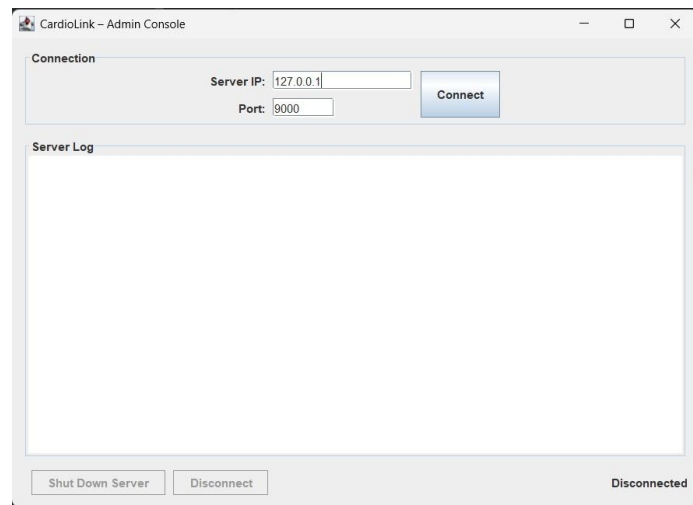 CardioLink – Admin Console
Connection
Server IP: 127.0.0.1
Connect
Port: 9000
Server Log
Shut Down Server Disconnect Disconnected